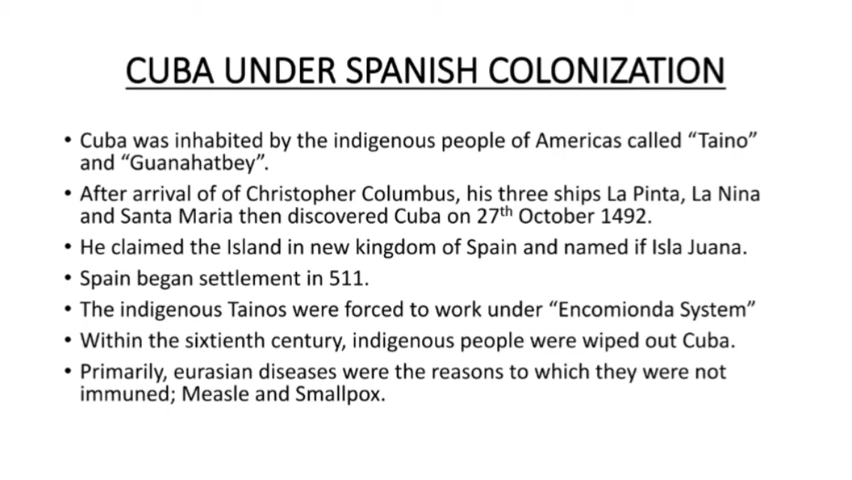 CUBA UNDER SPANISH COLONIZATION
• Cuba was inhabited by the indigenous people of Americas called “Taino”
and “Guanahatbey”.
• After arrival of of Christopher Columbus, his three ships La Pinta, La Nina
and Santa Maria then discovered Cuba on 27th October 1492.
• He claimed the Island in new kingdom of Spain and named if Isla Juana.
• Spain began settlement in 511.
• The indigenous Tainos were forced to work under “Encomionda System”
• Within the sixteenth century, indigenous people were wiped out Cuba.
• Primarily, eurasian diseases were the reasons to which they were not
immuned; Measle and Smallpox.